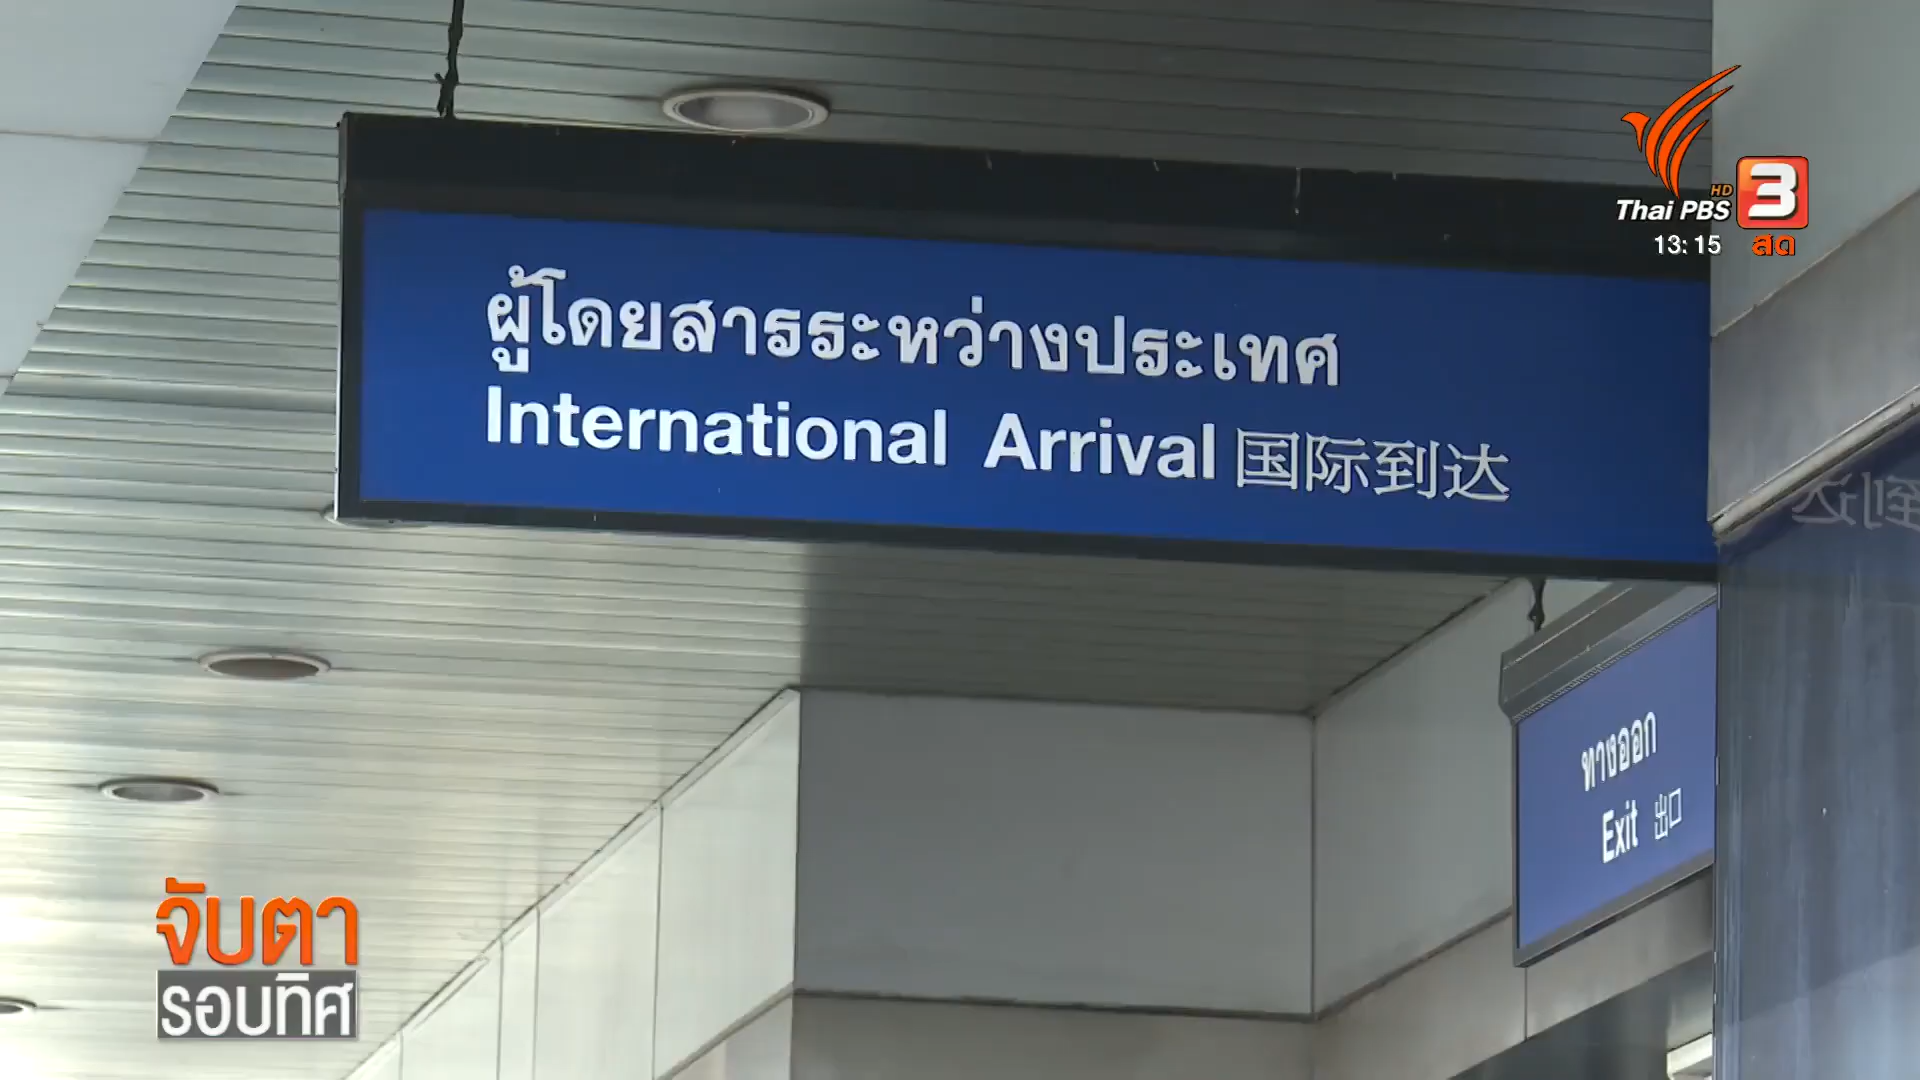 ผู้โดยสารระหว่างประเทศ
International Arrival 国际到达
ทางออก
Exit 出口
HD
Thai PBS 3
13:15 สด
จับตา
รอบทิศ
到达